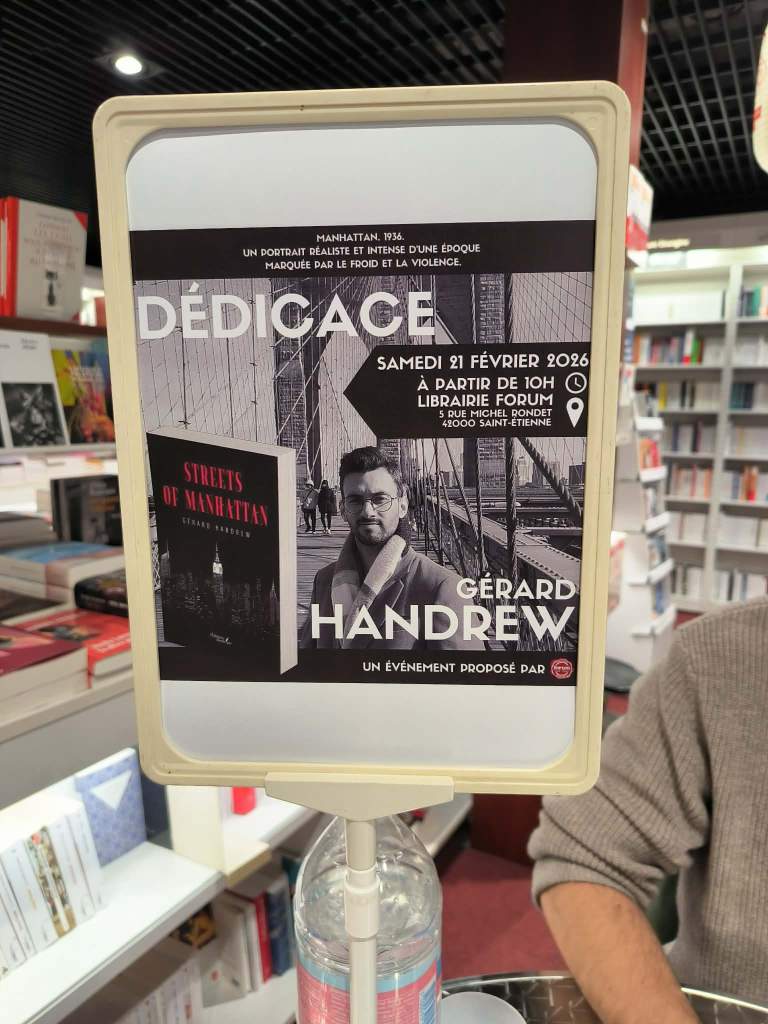 MANHATTAN. 1936.
UN PORTRAIT RÉALISTE ET INTENSE D'UNE ÉPOQUE
MARQUÉE PAR LE FROID ET LA VIOLENCE.
DÉDICACE
SAMEDI 21 FÉVRIER 2026
À PARTIR DE 10H
LIBRAIRIE FORUM
5 RUE MICHEL RONDET
42000 SAINT-ÉTIENNE
STREETS
OF MANHATTAN
GÉRARD HANDREW
GÉRARD
HANDREW
UN ÉVÉNEMENT PROPOSÉ PAR